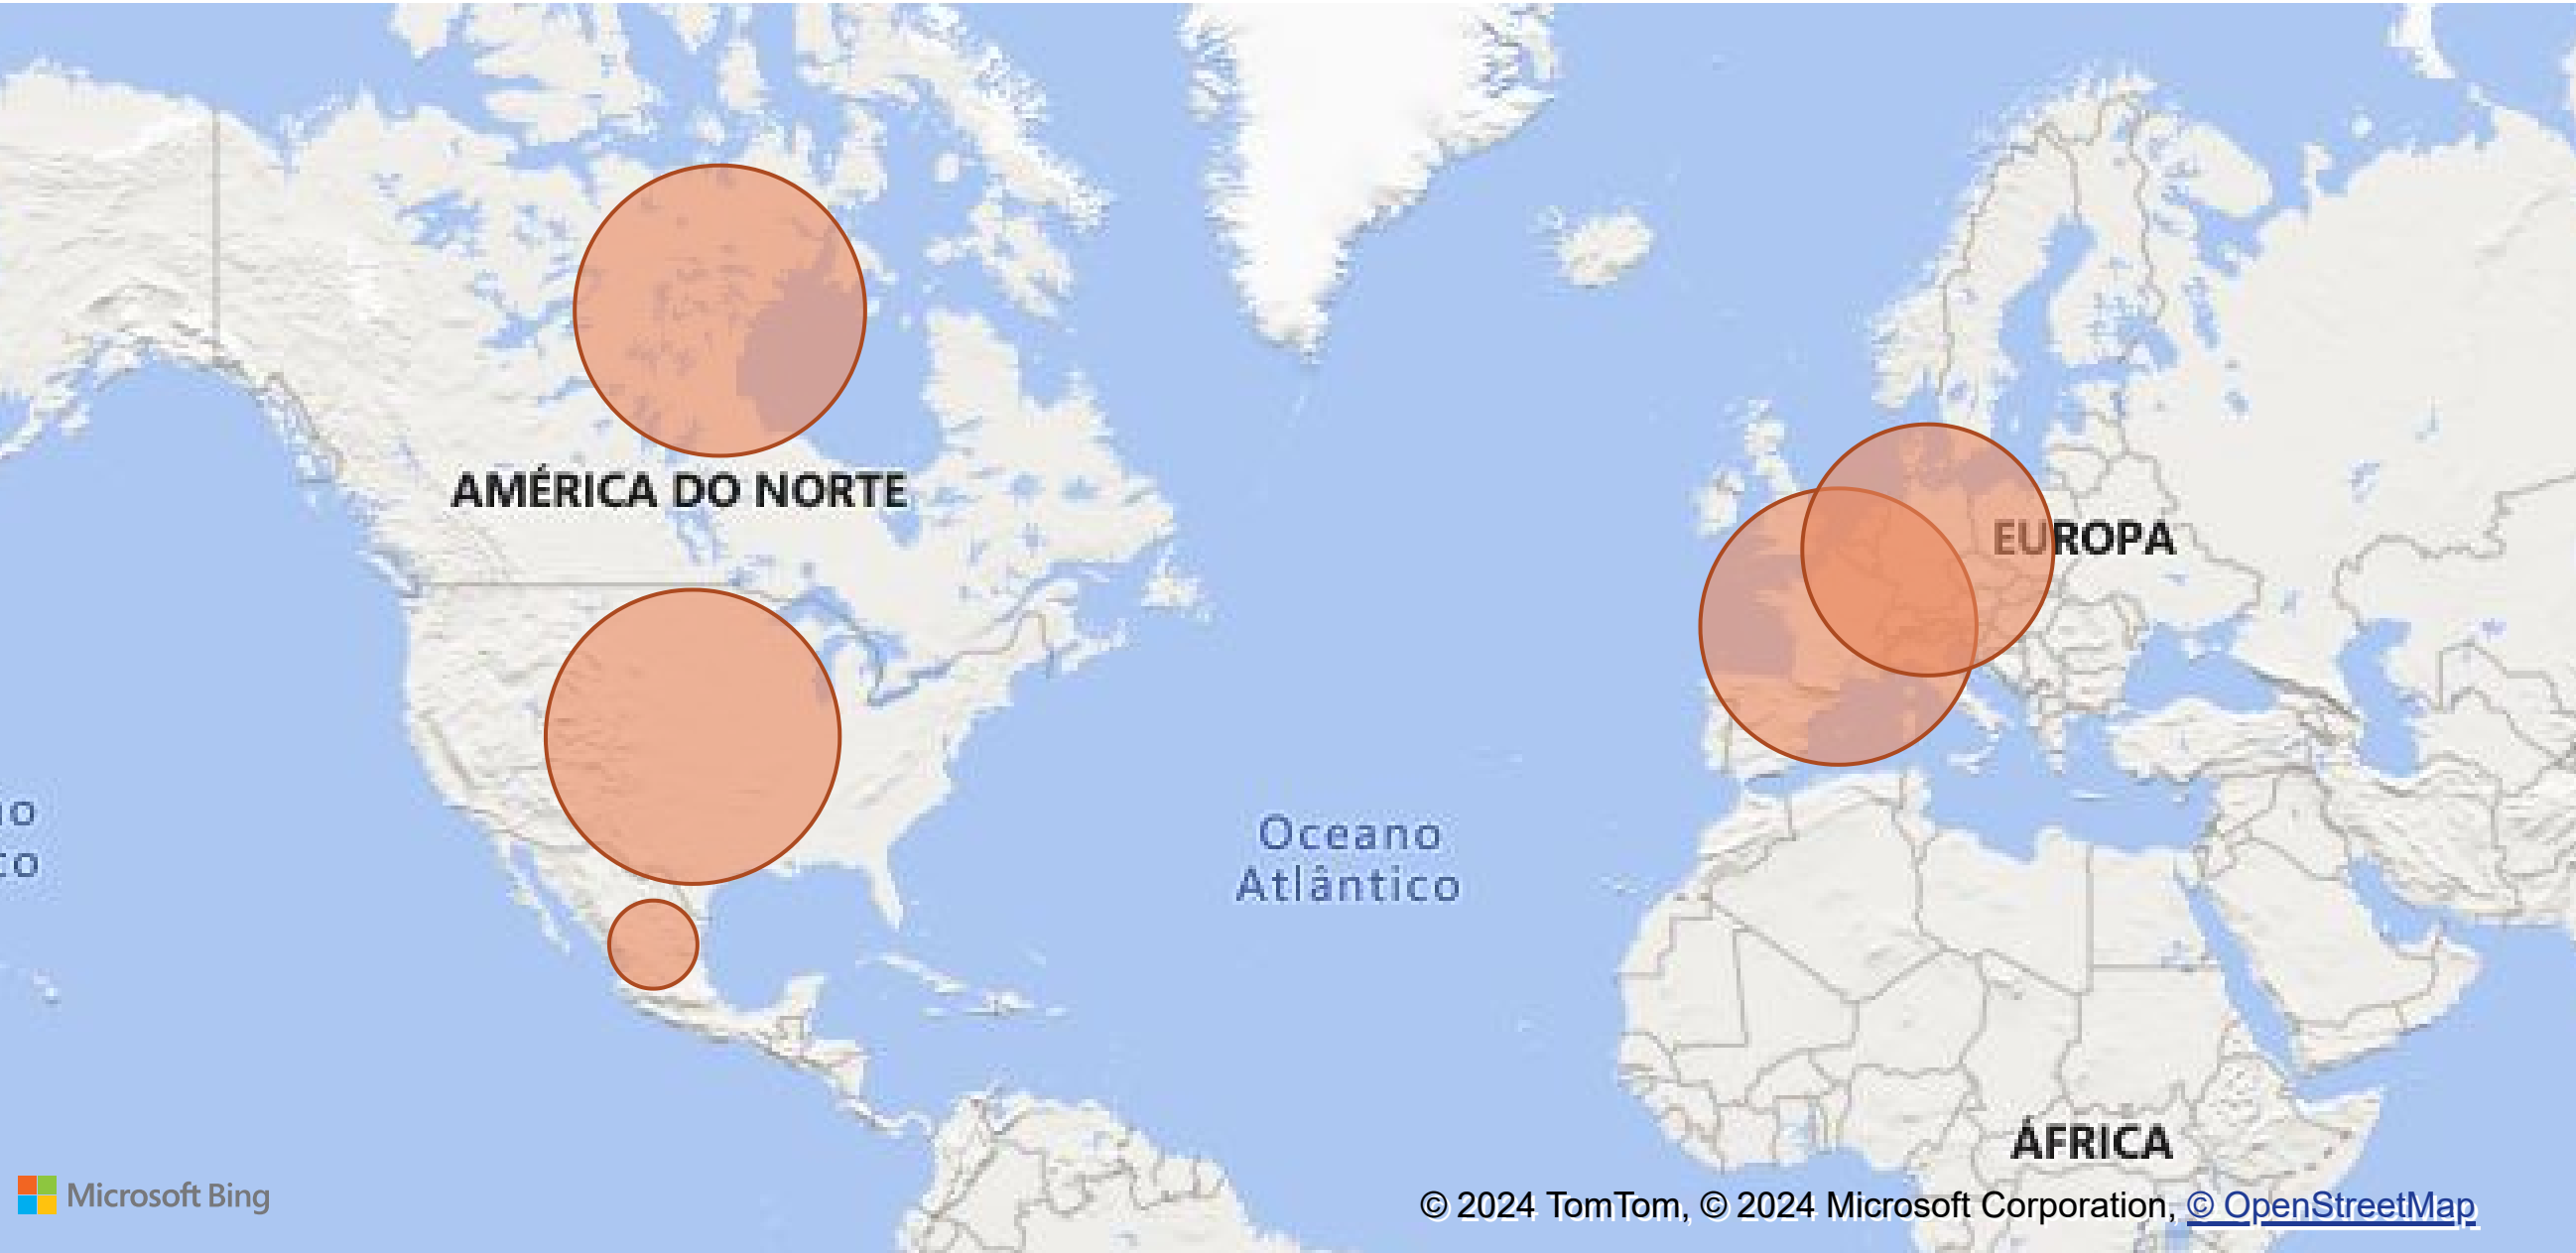 AMÉRICA DO NORTE
EUROPA
Oceano
Atlântico
ÁFRICA
Microsoft Bing
© 2024 TomTom, © 2024 Microsoft Corporation, © OpenStreetMap